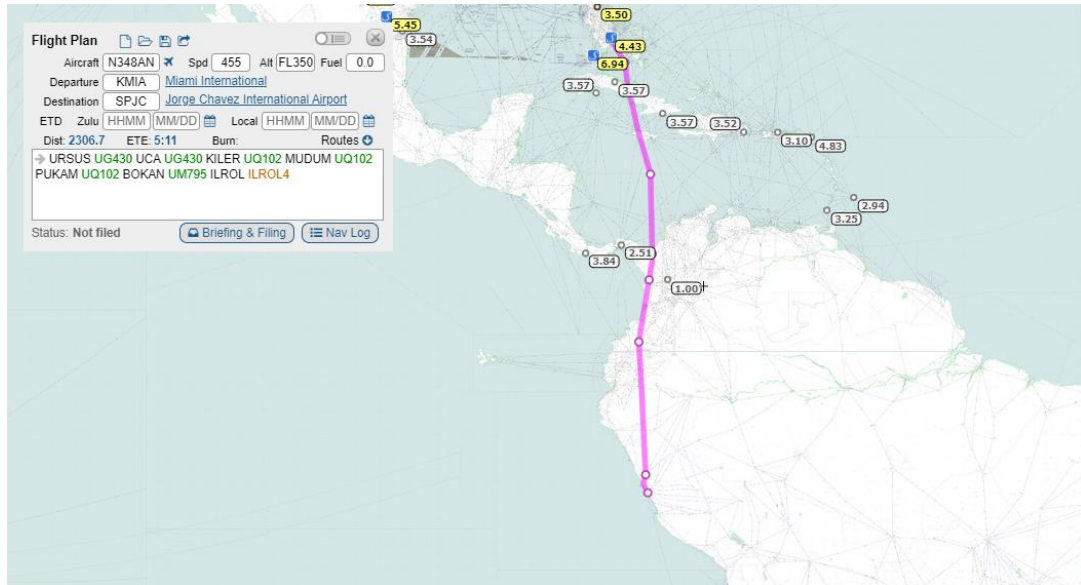 Flight Plan
Aircraft N348AN Spd 455 Alt FL350 Fuel 0.0
Departure KMIA Miami International
Destination SPJC Jorge Chavez International Airport
ETD Zulu HHMM MM/DD Local HHMM MM/DD
Dist: 2306.7 ETE: 5:11 Burn: Routes
URSUS UG430 UCA UG430 KILER UQ102 MUDUM UQ102
PUKAM UQ102 BOKAN UM795 ILROL ILROL4
Status: Not filed Briefing & Filing Nav Log
3.50
5.45
3.54
4.43
6.94
3.57
3.57
3.57
3.52
3.10
4.83
2.94
3.25
2.51
3.84
1.00